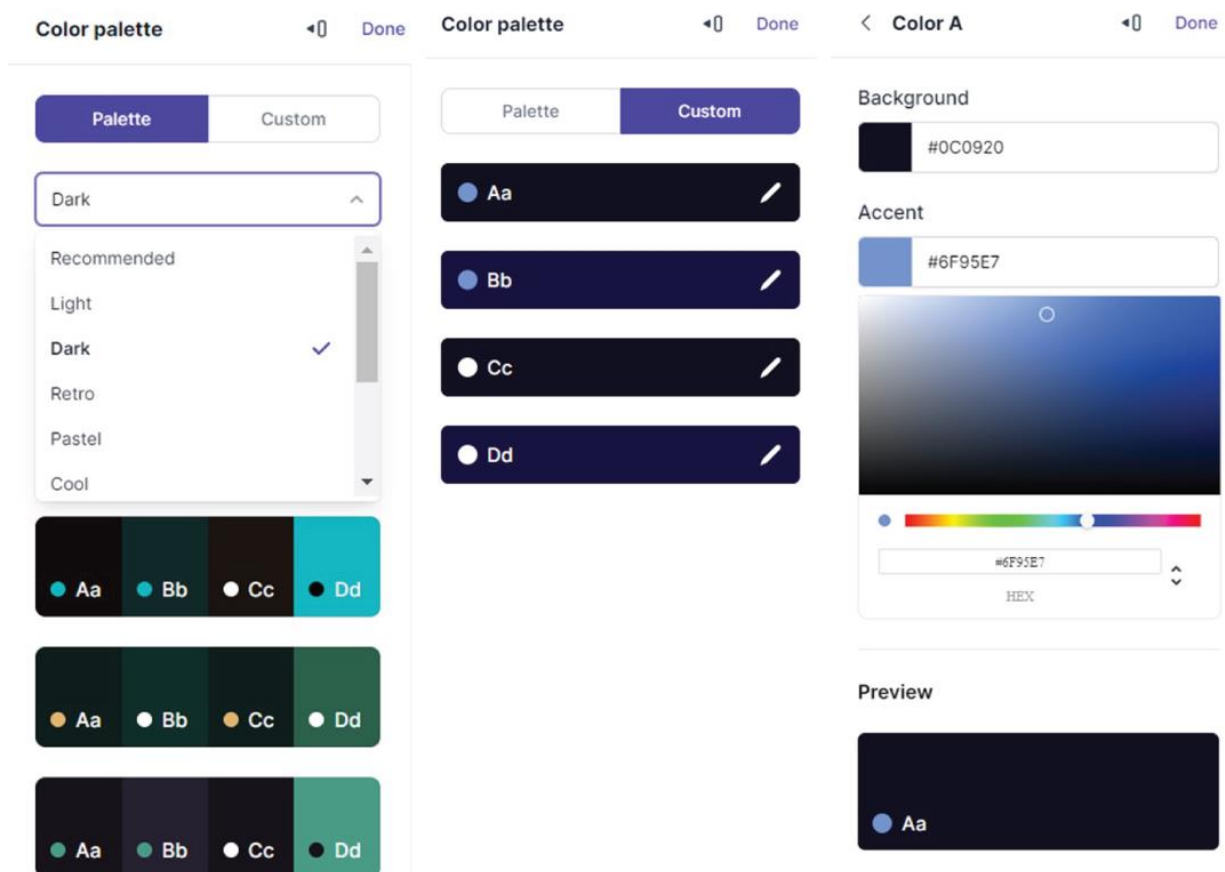 Color palette
Done
Palette
Custom
Dark
Recommended
Light
Dark
Retro
Pastel
Cool
Aa
Bb
Cc
Dd
Aa
Bb
Cc
Dd
Aa
Bb
Cc
Dd
Color palette
Done
Palette
Custom
Aa
Bb
Cc
Dd
Color A
Done
Background
#0C0920
Accent
#6F95E7
#6F95E7
HEX
Preview
Aa